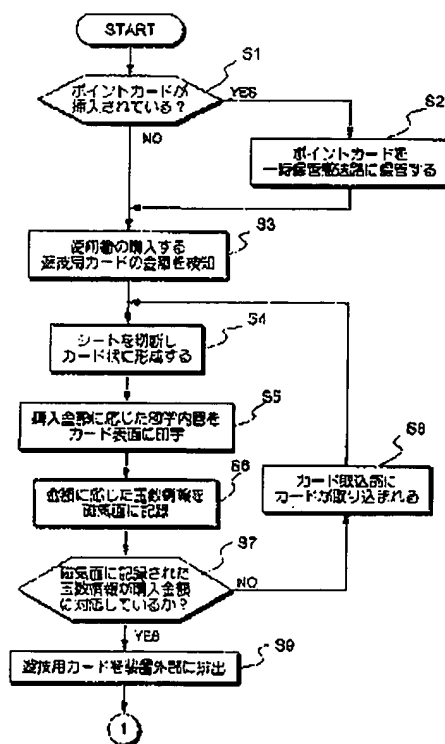 START
S1
ポイントカードが
挿入されている?
YES
NO
S2
ポイントカードを
一時保管搬送路に保管する
S3
使用者の購入する
遊技用カードの金額を検知
S4
シートを切断し
カード状に形成する
S5
購入金額に応じた印字内容を
カード表面に印字
S6
金額に応じた玉数情報を
磁気面に記録
S8
カード取込部に
カードが取り込まれる
S7
磁気面に記録された
玉数情報が購入金額
に対応しているか?
NO
YES
S9
遊技用カードを装置外部に排出
1